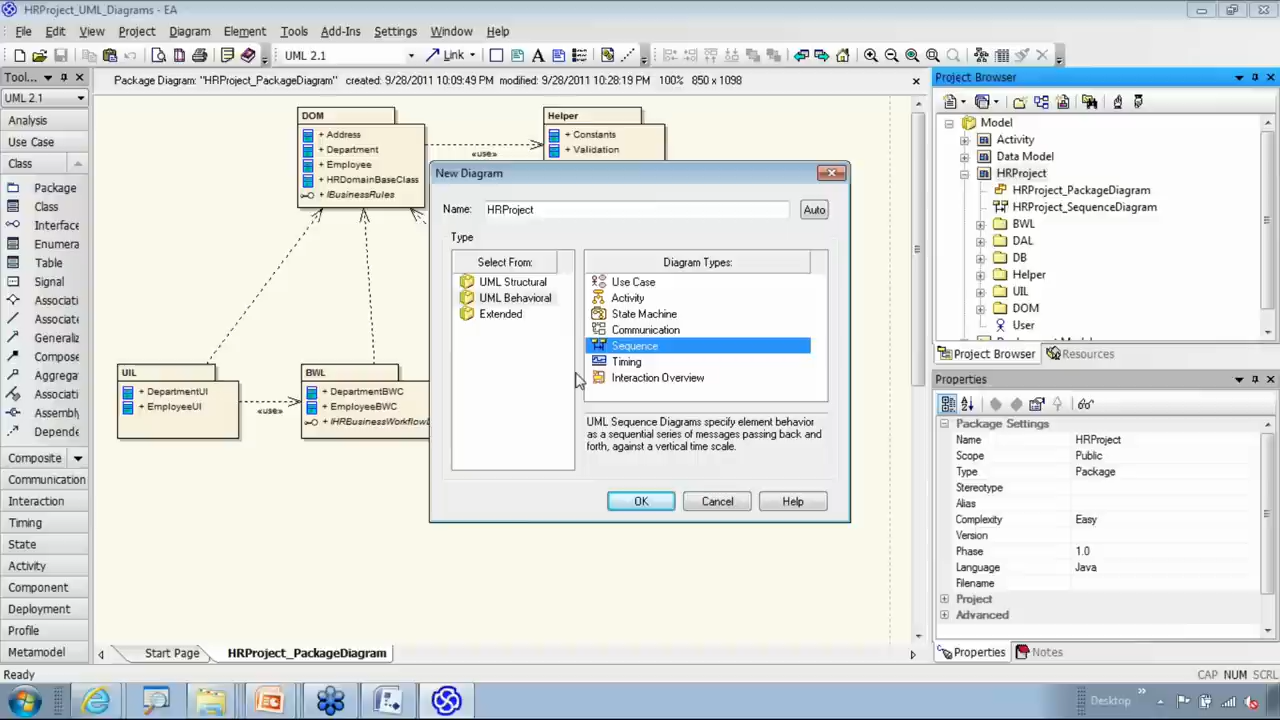 HRProject_UML_Diagrams - EA
File Edit View Project Diagram Element Tools Add-Ins Settings Window Help
UML 2.1
Link
Tool...
Package Diagram: "HRProject_PackageDiagram" created: 9/28/2011 10:09:49 PM modified: 9/28/2011 10:28:19 PM 100% 850 x 1098
UML 2.1
Analysis
Use Case
Class
Package
Class
Interface
Enumera
Table
Signal
Associati
Associate
Generaliz
Compose
Aggrega
Associati
Assembly
Depende
Composite
Communication
Interaction
Timing
State
Activity
Component
Deployment
Profile
Metamodel
DOM
+ Address
+ Department
+ Employee
+ HRDomainBaseClass
+ IBusinessRules
«use»
Helper
+ Constants
+ Validation
UIL
+ DepartmentUI
+ EmployeeUI
«use»
BWL
+ DepartmentBWC
+ EmployeeBWC
+ IHRBusinessWorkflowD
New Diagram
Name: HRProject Auto
Type
Select From:
UML Structural
UML Behavioral
Extended
Diagram Types:
Use Case
Activity
State Machine
Communication
Sequence
Timing
Interaction Overview
UML Sequence Diagrams specify element behavior
as a sequential series of messages passing back and
forth, against a vertical time scale.
OK Cancel Help
Project Browser
Model
Activity
Data Model
HRProject
HRProject_PackageDiagram
HRProject_SequenceDiagram
BWL
DAL
DB
Helper
UIL
DOM
User
Project Browser Resources
Properties
Package Settings
Name HRProject
Scope Public
Type Package
Stereotype
Alias
Complexity Easy
Version
Phase 1.0
Language Java
Filename
Project
Advanced
Properties Notes
Start Page HRProject_PackageDiagram
Ready CAP NUM SCRL
Desktop